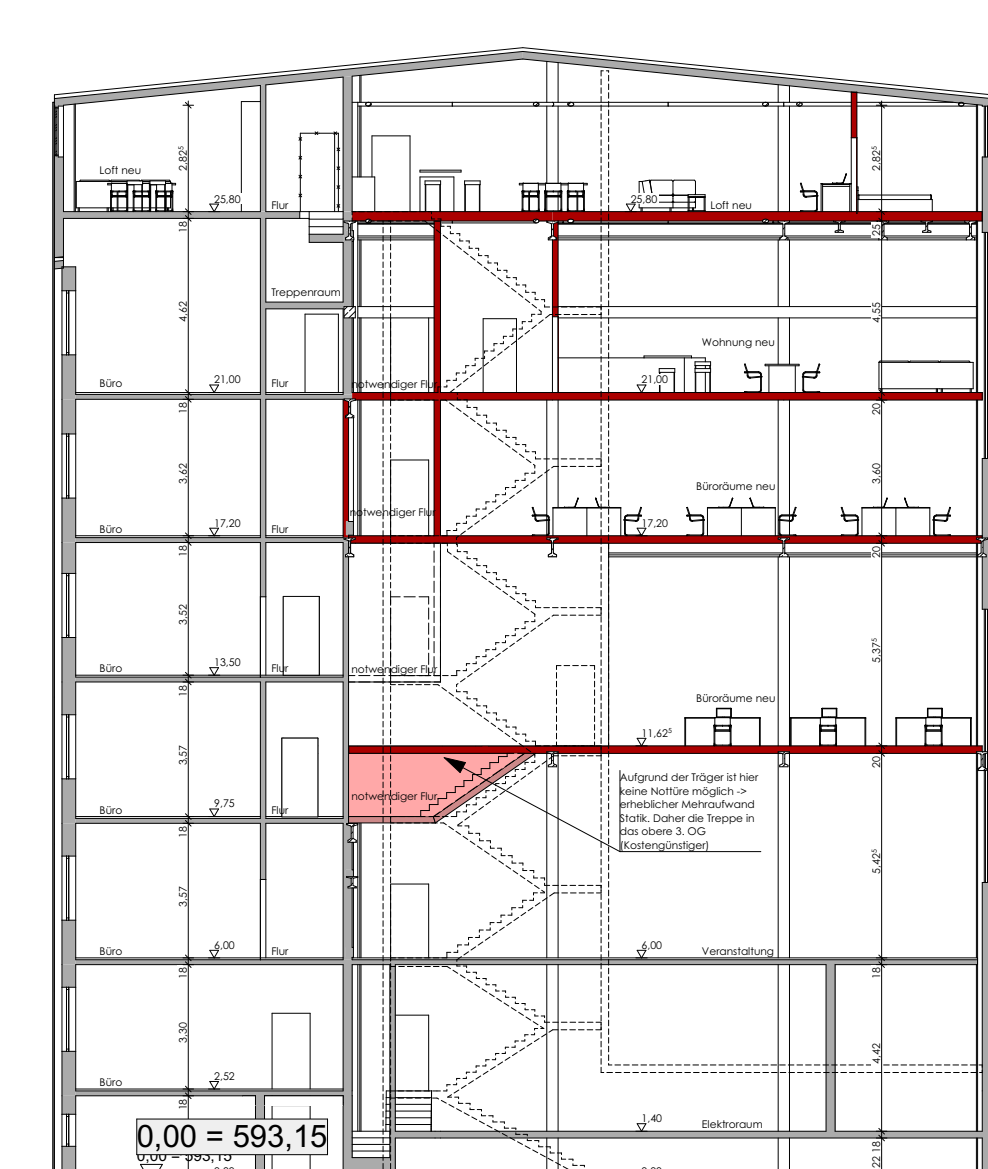 2,82⁵
2,82⁵
Loft neu
25,80
Flur
25,80
Loft neu
18
25
Treppenraum
4,62
4,55
Wohnung neu
Büro
21,00
Flur
notwendiger Flur
21,00
18
20
3,62
3,60
Büroräume neu
notwendiger Flur
Büro
17,20
Flur
17,20
18
20
3,52
5,37⁵
Büro
13,50
Flur
notwendiger Flur
Büroräume neu
18
11,62⁵
3,57
20
Aufgrund der Träger ist hier
keine Nottüre möglich ->
erheblicher Mehraufwand
Statik. Daher die Treppe in
das obere 3. OG
(Kostengünstiger)
notwendiger Flur
Büro
9,75
Flur
18
3,57
5,42⁵
Büro
6,00
Flur
6,00
Veranstaltung
18
18
3,30
4,42
Büro
2,52
18
1,40
Elektroraum
0,00 = 593,15
0,00 = 593,15
22 18